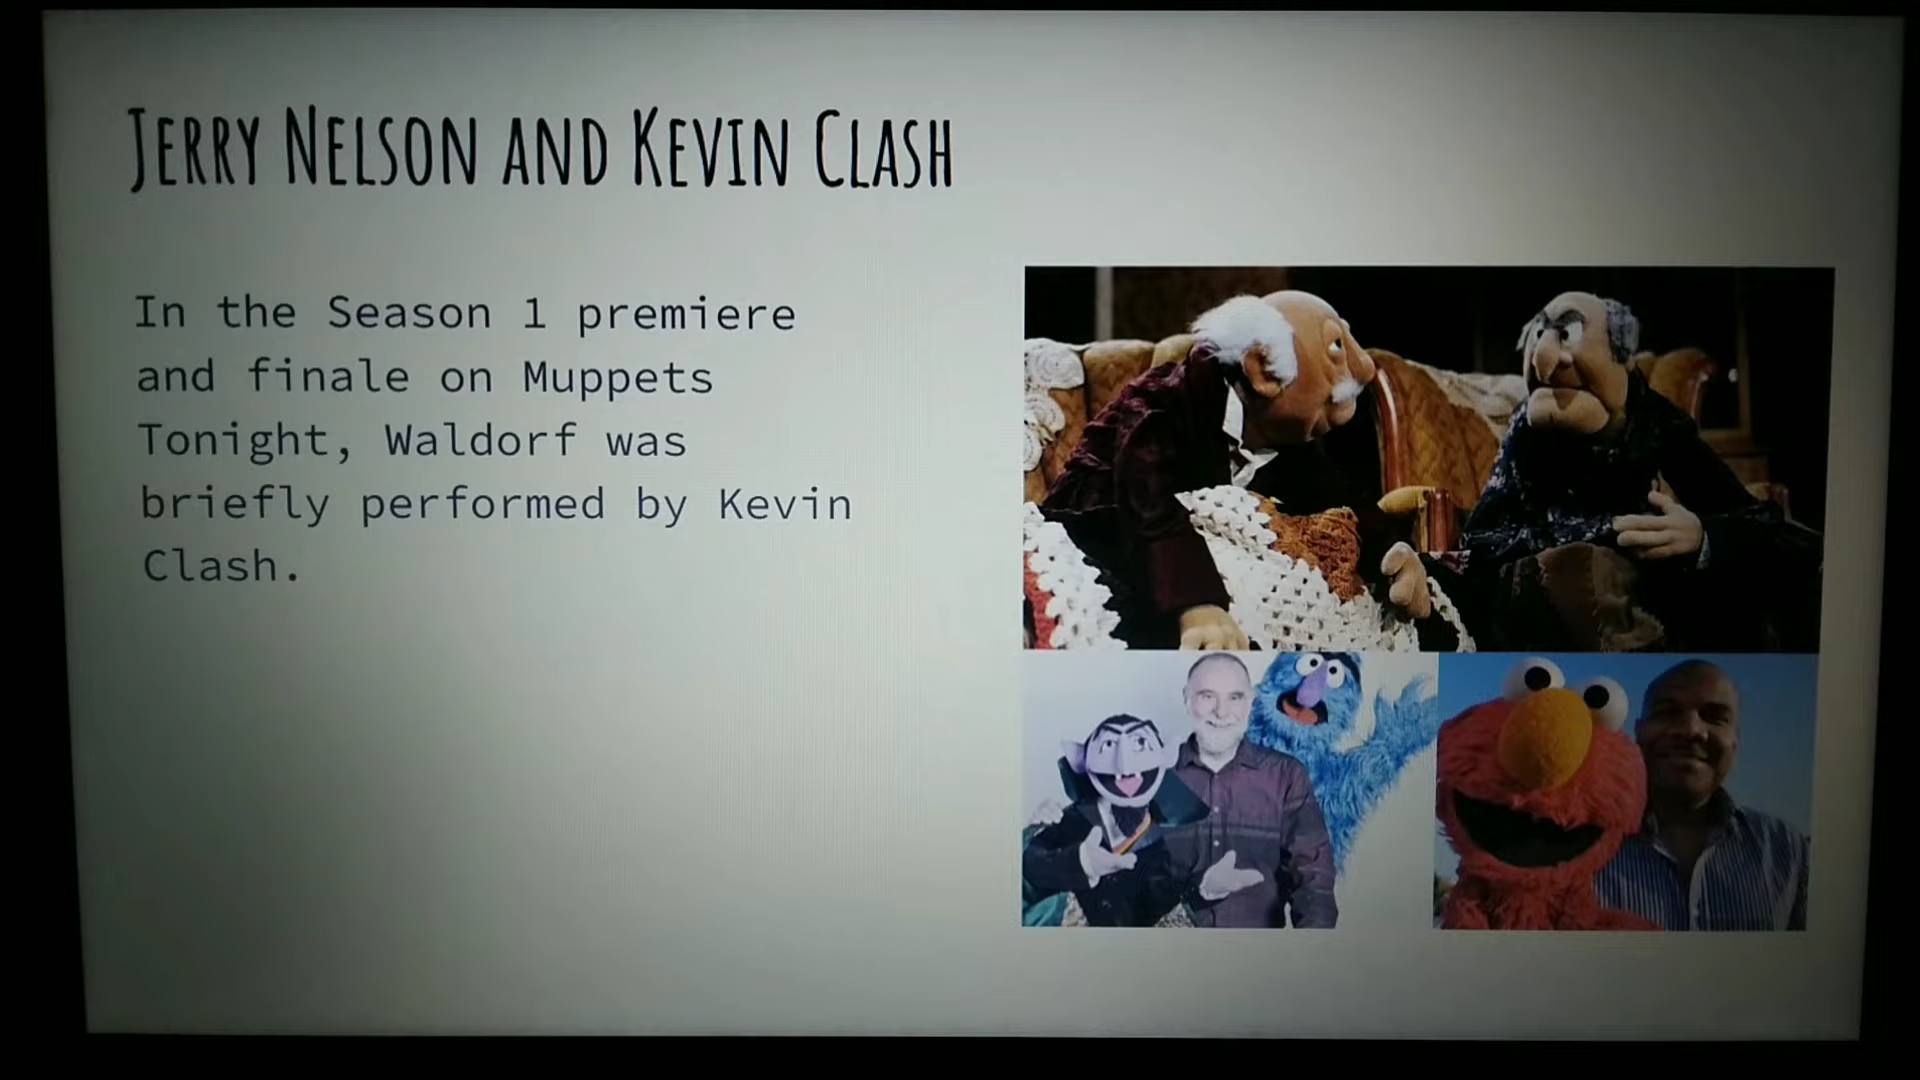 Jerry Nelson and Kevin Clash
In the Season 1 premiere
and finale on Muppets
Tonight, Waldorf was
briefly performed by Kevin
Clash.